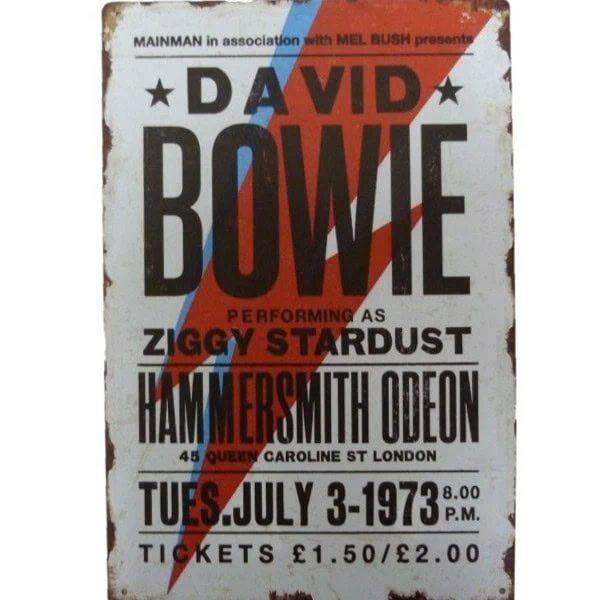 MAINMAN in association with MEL BUSH presents
★ DAVID ★
BOWIE
PERFORMING AS
ZIGGY STARDUST
HAMMERSMITH ODEON
45 QUEEN CAROLINE ST LONDON
TUES.JULY 3-1973 8.00 P.M.
TICKETS £1.50/£2.00